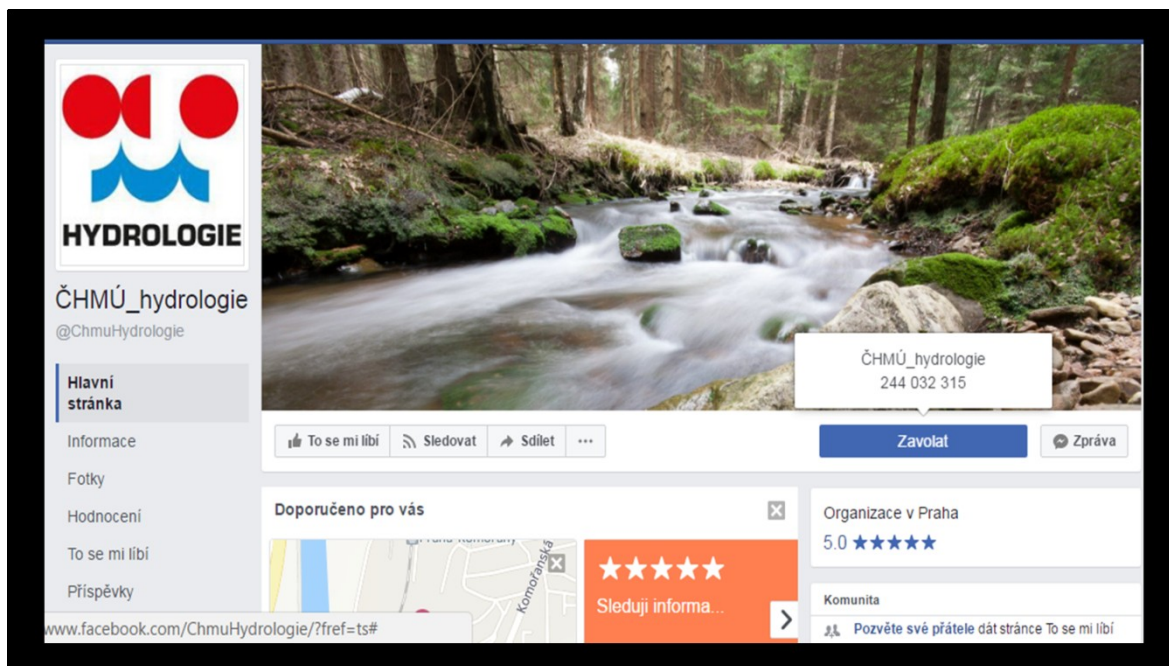 HYDROLOGIE
ČHMÚ_hydrologie
@ChmuHydrologie
Hlavní
stránka
Informace
Fotky
Hodnocení
To se mi líbí
Příspěvky
www.facebook.com/ChmuHydrologie/?fref=ts#
ČHMÚ_hydrologie
244 032 315
To se mi líbí Sledovat Sdílet ...
Zavolat Zpráva
Doporučeno pro vás
Komořanská
Sleduji informa...
Organizace v Praha
5.0 ★★★★★
Komunita
Pozvěte své přátele dát stránce To se mi líbí